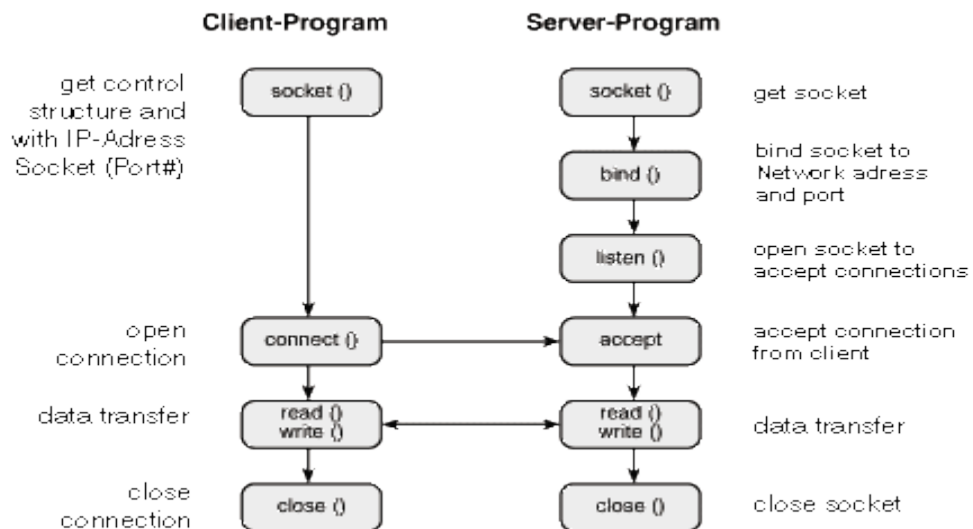 Client-Program
Server-Program
get control
structure and
with IP-Adress
Socket (Port#)
socket ()
socket ()
get socket
bind ()
bind socket to
Network adress
and port
listen ()
open socket to
accept connections
open
connection
connect ()
accept
accept connection
from client
data transfer
read ()
write ()
read ()
write ()
data transfer
close
connection
close ()
close ()
close socket